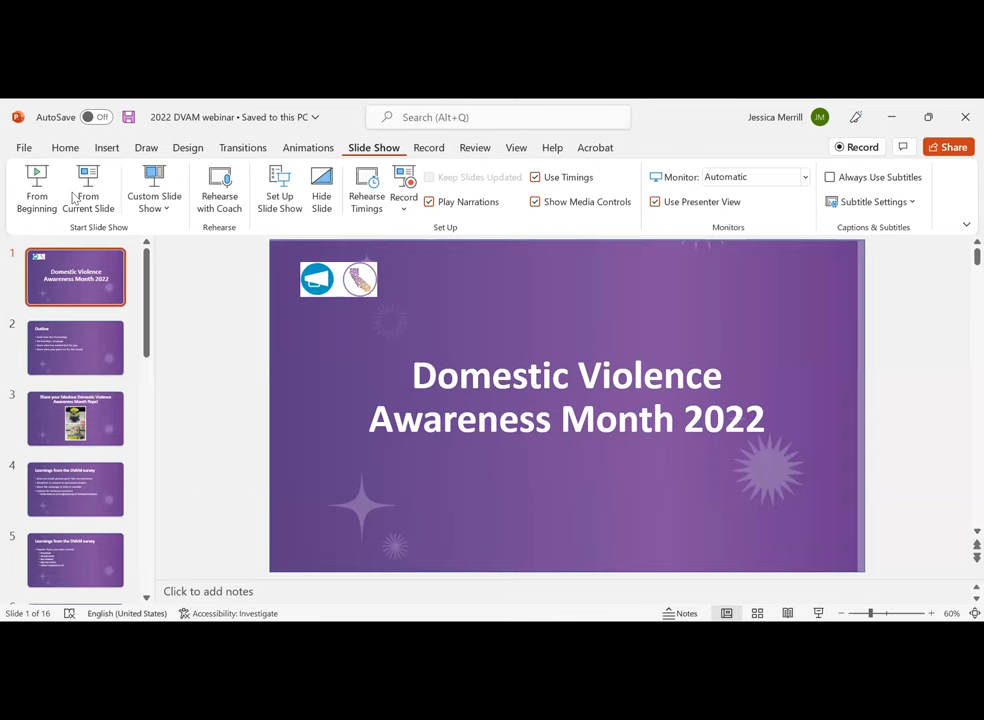 AutoSave Off 2022 DVAM webinar • Saved to this PC Search (Alt+Q) Jessica Merrill JM
File Home Insert Draw Design Transitions Animations Slide Show Record Review View Help Acrobat Record Share
From Beginning
From Current Slide
Custom Slide Show
Rehearse with Coach
Set Up Slide Show
Hide Slide
Rehearse Timings
Record
Keep Slides Updated
Use Timings
Play Narrations
Show Media Controls
Monitor: Automatic
Use Presenter View
Always Use Subtitles
Subtitle Settings
Start Slide Show Rehearse Set Up Monitors Captions & Subtitles
1
Domestic Violence
Awareness Month 2022
2
Outline
3
Share your fabulous Domestic Violence
Awareness Month flags!
4
Learnings from the DVAM survey
5
Learnings from the DVAM survey
Domestic Violence
Awareness Month 2022
Click to add notes
Slide 1 of 16 English (United States) Accessibility: Investigate Notes 60%